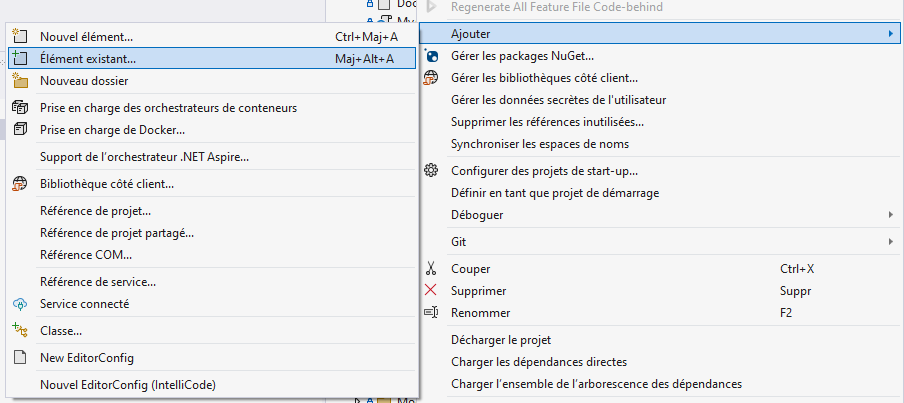 Do
My
Regenerate All Feature File Code-behind
Ajouter
Gérer les packages NuGet...
Gérer les bibliothèques côté client...
Gérer les données secrètes de l'utilisateur
Supprimer les références inutilisées...
Synchroniser les espaces de noms
Configurer des projets de start-up...
Définir en tant que projet de démarrage
Déboguer
Git
Couper Ctrl+X
Supprimer Suppr
Renommer F2
Décharger le projet
Charger les dépendances directes
Charger l'ensemble de l'arborescence des dépendances
Nouvel élément... Ctrl+Maj+A
Élément existant... Maj+Alt+A
Nouveau dossier
Prise en charge des orchestrateurs de conteneurs
Prise en charge de Docker...
Support de l'orchestrateur .NET Aspire...
Bibliothèque côté client...
Référence de projet...
Référence de projet partagé...
Référence COM...
Référence de service...
Service connecté
Classe...
New EditorConfig
Nouvel EditorConfig (IntelliCode)
Mo